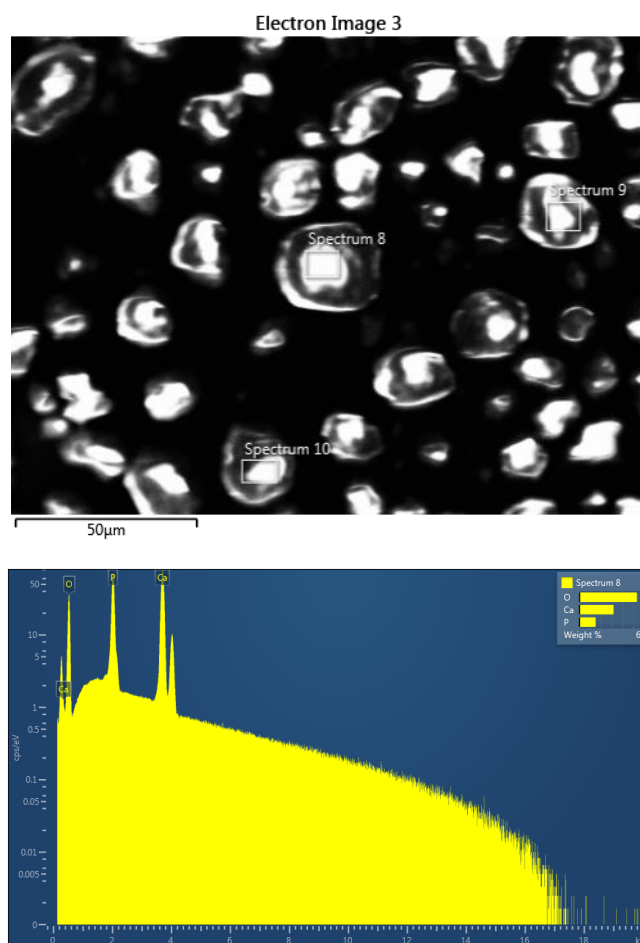 Electron Image 3
Spectrum 9
Spectrum 8
Spectrum 10
50µm
50
10
5
1
0.5
0.1
0.05
0.01
0.005
0
cps/eV
O
P
Ca
Ca
Spectrum 8
O
Ca
P
Weight % 6
0 2 4 6 8 10 12 14 16 18